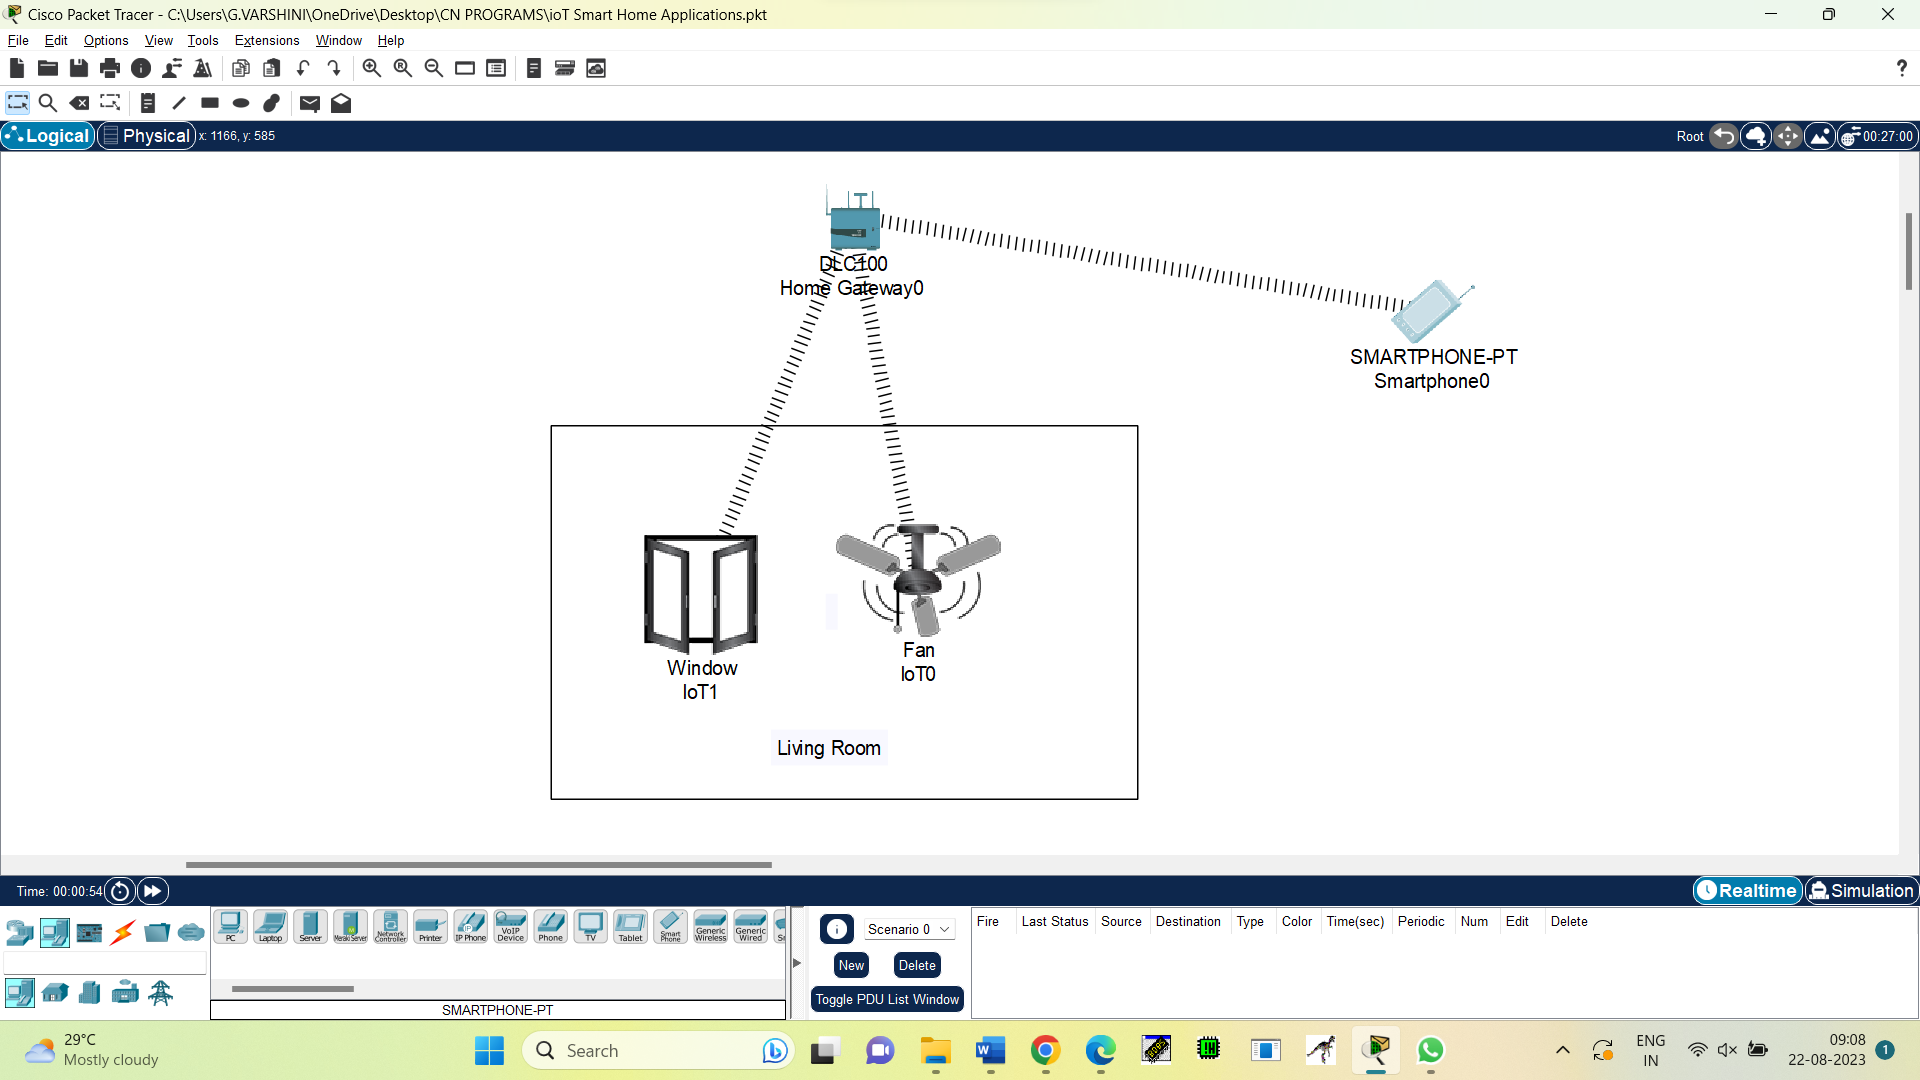 Cisco Packet Tracer - C:\Users\G.VARSHINI\OneDrive\Desktop\CN PROGRAMS\ioT Smart Home Applications.pkt
File Edit Options View Tools Extensions Window Help
?
Logical Physical x: 1166, y: 585 Root 00:27:00
DLC100
Home Gateway0
SMARTPHONE-PT
Smartphone0
Window
IoT1
Fan
IoT0
Living Room
Time: 00:00:54 Realtime Simulation
PC Laptop Server Meraki Server Network Controller Printer IP Phone VoIP Device Phone TV Tablet Smart Phone Generic Wireless Generic Wired
SMARTPHONE-PT
Scenario 0
New Delete
Toggle PDU List Window
Fire Last Status Source Destination Type Color Time(sec) Periodic Num Edit Delete
29°C
Mostly cloudy
Search
ENG
IN
09:08
22-08-2023
1